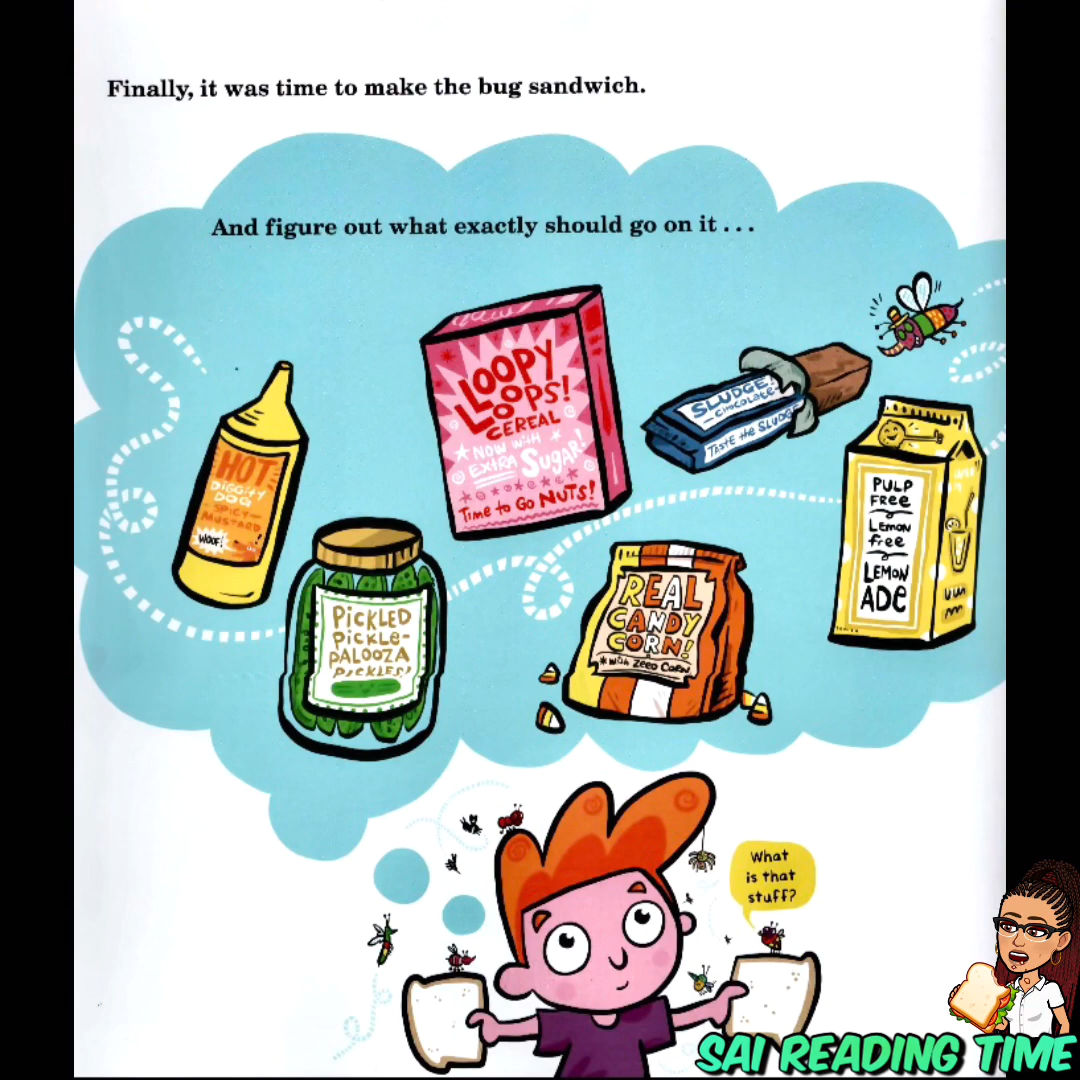 Finally, it was time to make the bug sandwich.
And figure out what exactly should go on it . . .
HOT
DIGGITY
DOG
SPICY
MUSTARD
WOOF!
LOOPY
LOOPS!
CEREAL
NOW WITH
EXTRA SUGAR!
Time to Go NUTS!
SLUDGE
CHOCOLATE
TASTE the SLUDGE
PULP
FREE
LEMON
free
LEMON
ADE
PICKLED
PICKLE-
PALOOZA
PICKLES!
REAL
CANDY
CORN!
*With Zero Corn
What
is that
stuff?
SAI READING TIME